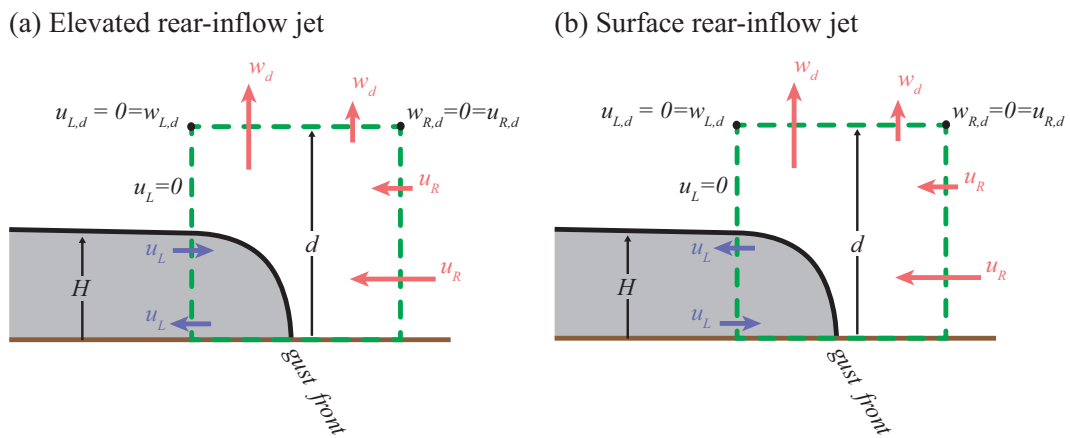 (a) Elevated rear-inflow jet
w_d
w_d
u_{L,d} = 0=w_{L,d}
w_{R,d}=0=u_{R,d}
u_L=0
u_R
d
u_L
u_R
H
u_L
gust front
(b) Surface rear-inflow jet
w_d
w_d
u_{L,d} = 0=w_{L,d}
w_{R,d}=0=u_{R,d}
u_L=0
u_R
d
u_L
u_R
H
u_L
gust front